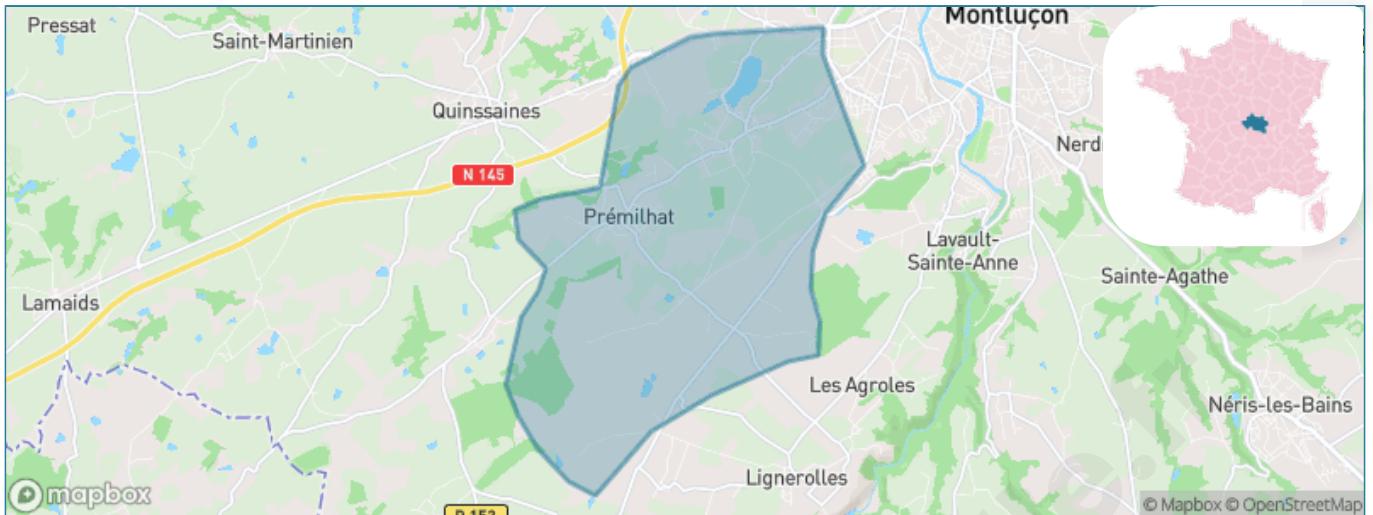 Montluçon
Pressat
Saint-Martinien
Quinssaines
Nerd
N 145
Prémilhat
Lavault-
Sainte-Anne
Sainte-Agathe
Lamaids
Les Agroles
Néris-les-Bains
Lignerolles
mapbox
© Mapbox © OpenStreetMap